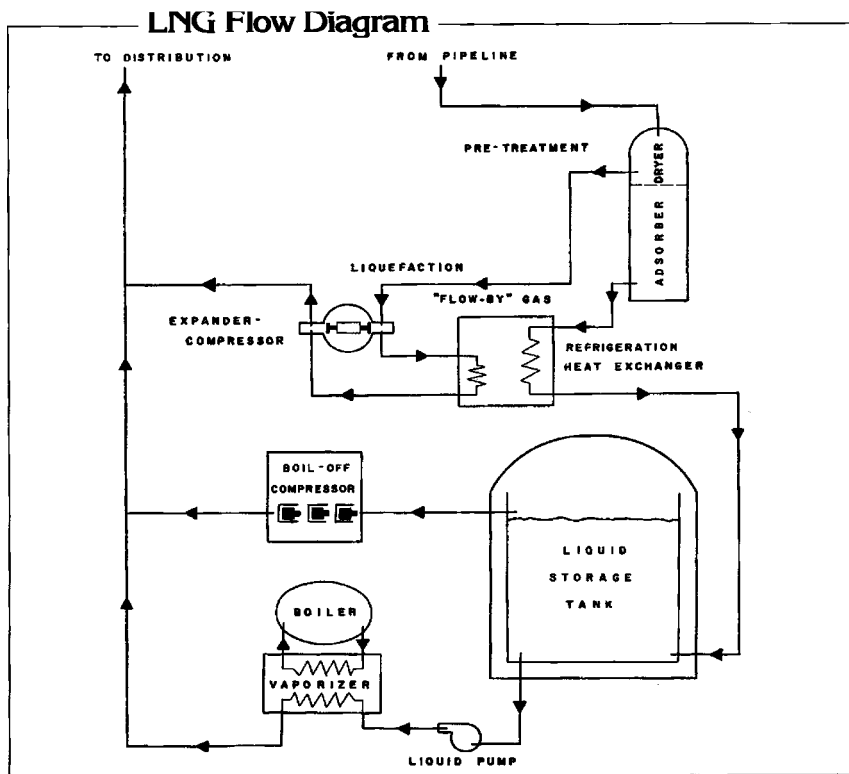 LNG Flow Diagram
TO DISTRIBUTION
FROM PIPELINE
PRE-TREATMENT
DRYER
ADSORBER
LIQUEFACTION
"FLOW-BY" GAS
EXPANDER-
COMPRESSOR
REFRIGERATION
HEAT EXCHANGER
BOIL-OFF
COMPRESSOR
LIQUID
STORAGE
TANK
BOILER
VAPORIZER
LIQUID PUMP